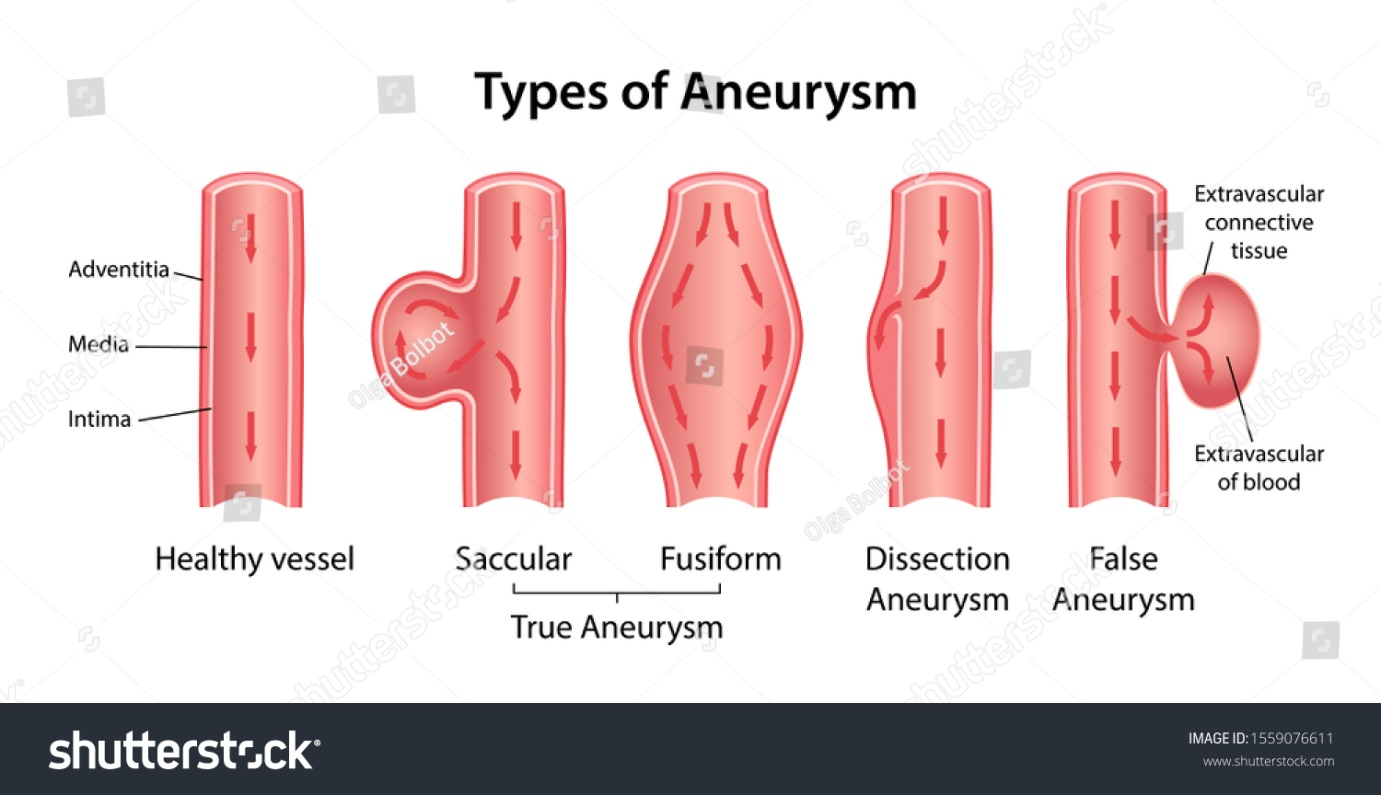 Types of Aneurysm
Adventitia
Media
Intima
Extravascular
connective
tissue
Extravascular
of blood
Healthy vessel
Saccular
Fusiform
True Aneurysm
Dissection
Aneurysm
False
Aneurysm
shutterstock
shutterstock
shutterstock
shutterstock
shutterstock
shutterstock
Olga Bolbot
Olga Bolbot
shutterstock®
IMAGE ID: 1559076611
www.shutterstock.com